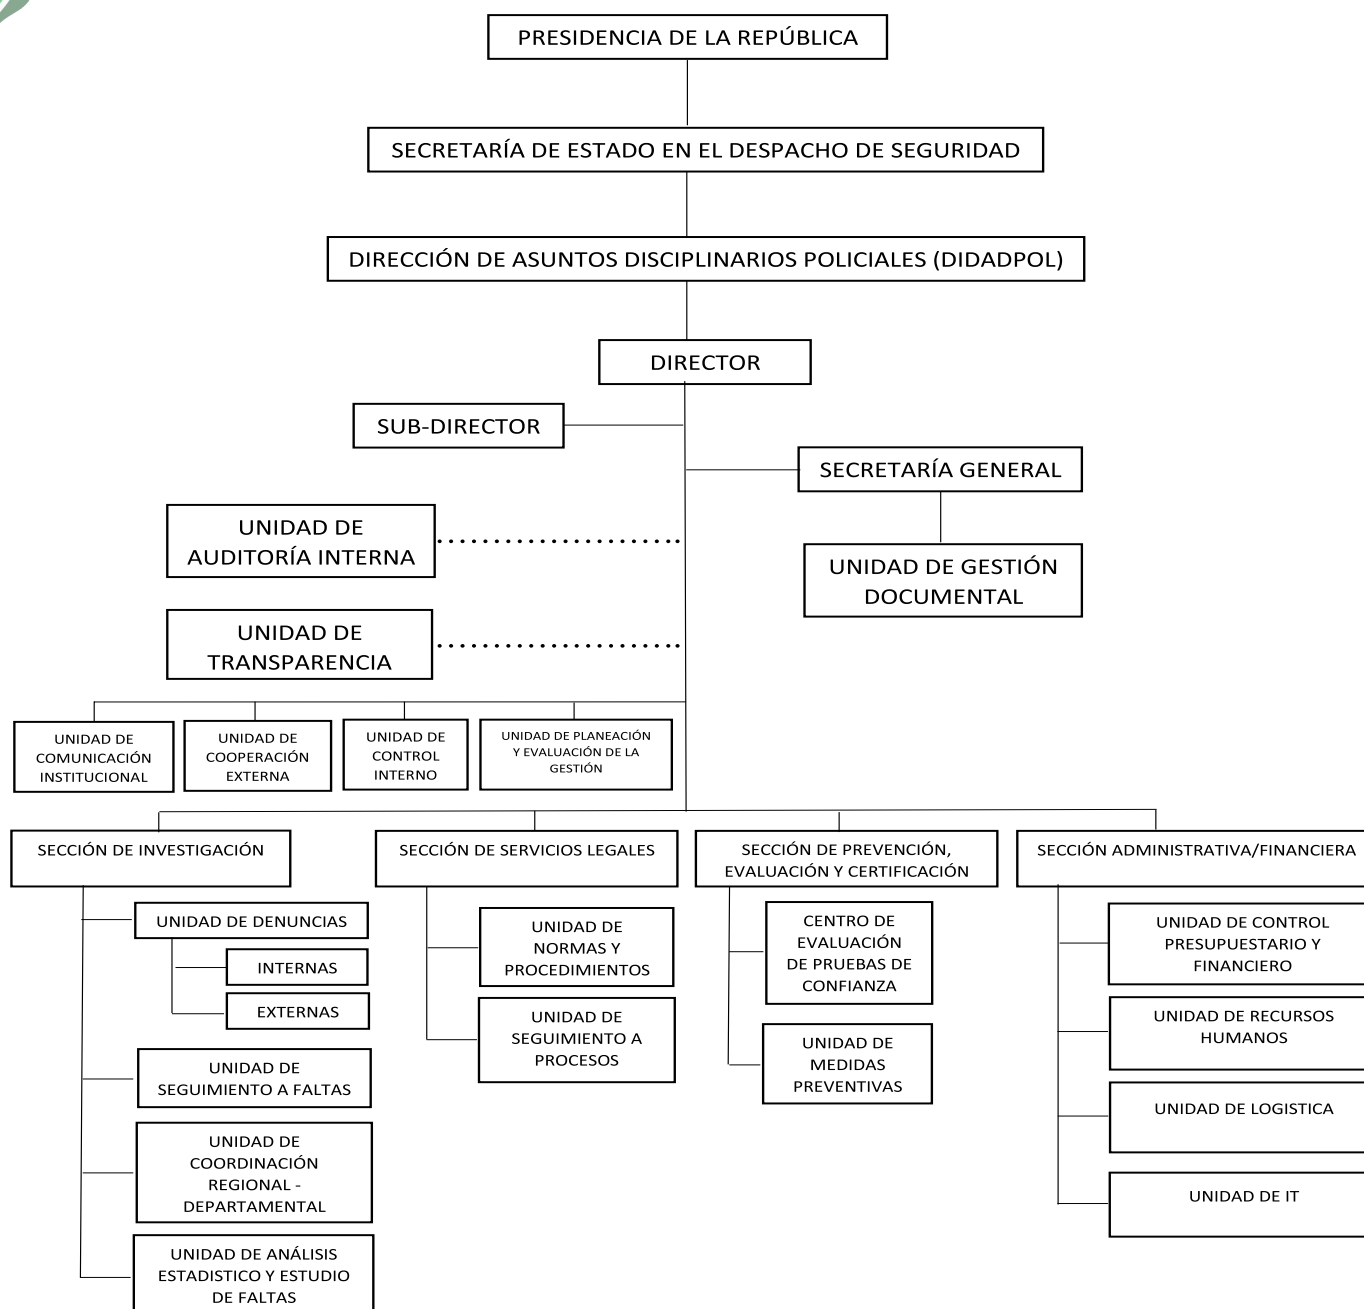 PRESIDENCIA DE LA REPÚBLICA
SECRETARÍA DE ESTADO EN EL DESPACHO DE SEGURIDAD
DIRECCIÓN DE ASUNTOS DISCIPLINARIOS POLICIALES (DIDADPOL)
DIRECTOR
SUB-DIRECTOR
SECRETARÍA GENERAL
UNIDAD DE
AUDITORÍA INTERNA
UNIDAD DE GESTIÓN
DOCUMENTAL
UNIDAD DE
TRANSPARENCIA
UNIDAD DE
COMUNICACIÓN
INSTITUCIONAL
UNIDAD DE
COOPERACIÓN
EXTERNA
UNIDAD DE
CONTROL
INTERNO
UNIDAD DE PLANEACIÓN
Y EVALUACIÓN DE LA
GESTIÓN
SECCIÓN DE INVESTIGACIÓN
UNIDAD DE DENUNCIAS
INTERNAS
EXTERNAS
UNIDAD DE
SEGUIMIENTO A FALTAS
UNIDAD DE
COORDINACIÓN
REGIONAL -
DEPARTAMENTAL
UNIDAD DE ANÁLISIS
ESTADISTICO Y ESTUDIO
DE FALTAS
SECCIÓN DE SERVICIOS LEGALES
UNIDAD DE
NORMAS Y
PROCEDIMIENTOS
UNIDAD DE
SEGUIMIENTO A
PROCESOS
SECCIÓN DE PREVENCIÓN,
EVALUACIÓN Y CERTIFICACIÓN
CENTRO DE
EVALUACIÓN
DE PRUEBAS DE
CONFIANZA
UNIDAD DE
MEDIDAS
PREVENTIVAS
SECCIÓN ADMINISTRATIVA/FINANCIERA
UNIDAD DE CONTROL
PRESUPUESTARIO Y
FINANCIERO
UNIDAD DE RECURSOS
HUMANOS
UNIDAD DE LOGISTICA
UNIDAD DE IT